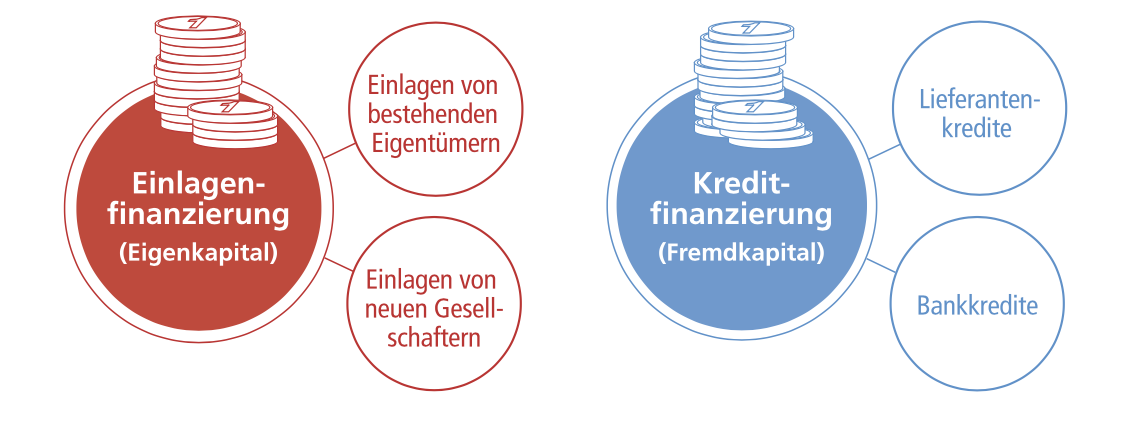 Einlagen-
finanzierung
(Eigenkapital)
Einlagen von
bestehenden
Eigentümern
Einlagen von
neuen Gesell-
schaftern
Kredit-
finanzierung
(Fremdkapital)
Lieferanten-
kredite
Bankkredite